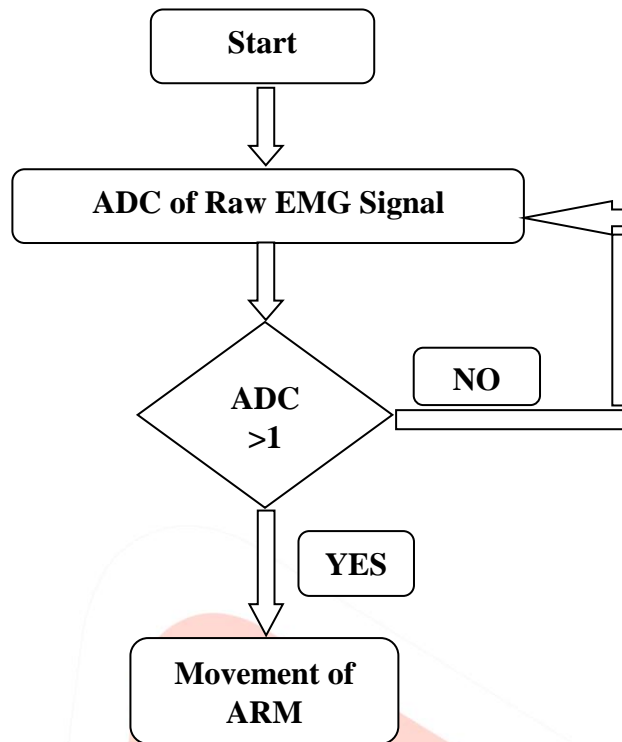 Start
ADC of Raw EMG Signal
ADC
>1
NO
YES
Movement of
ARM